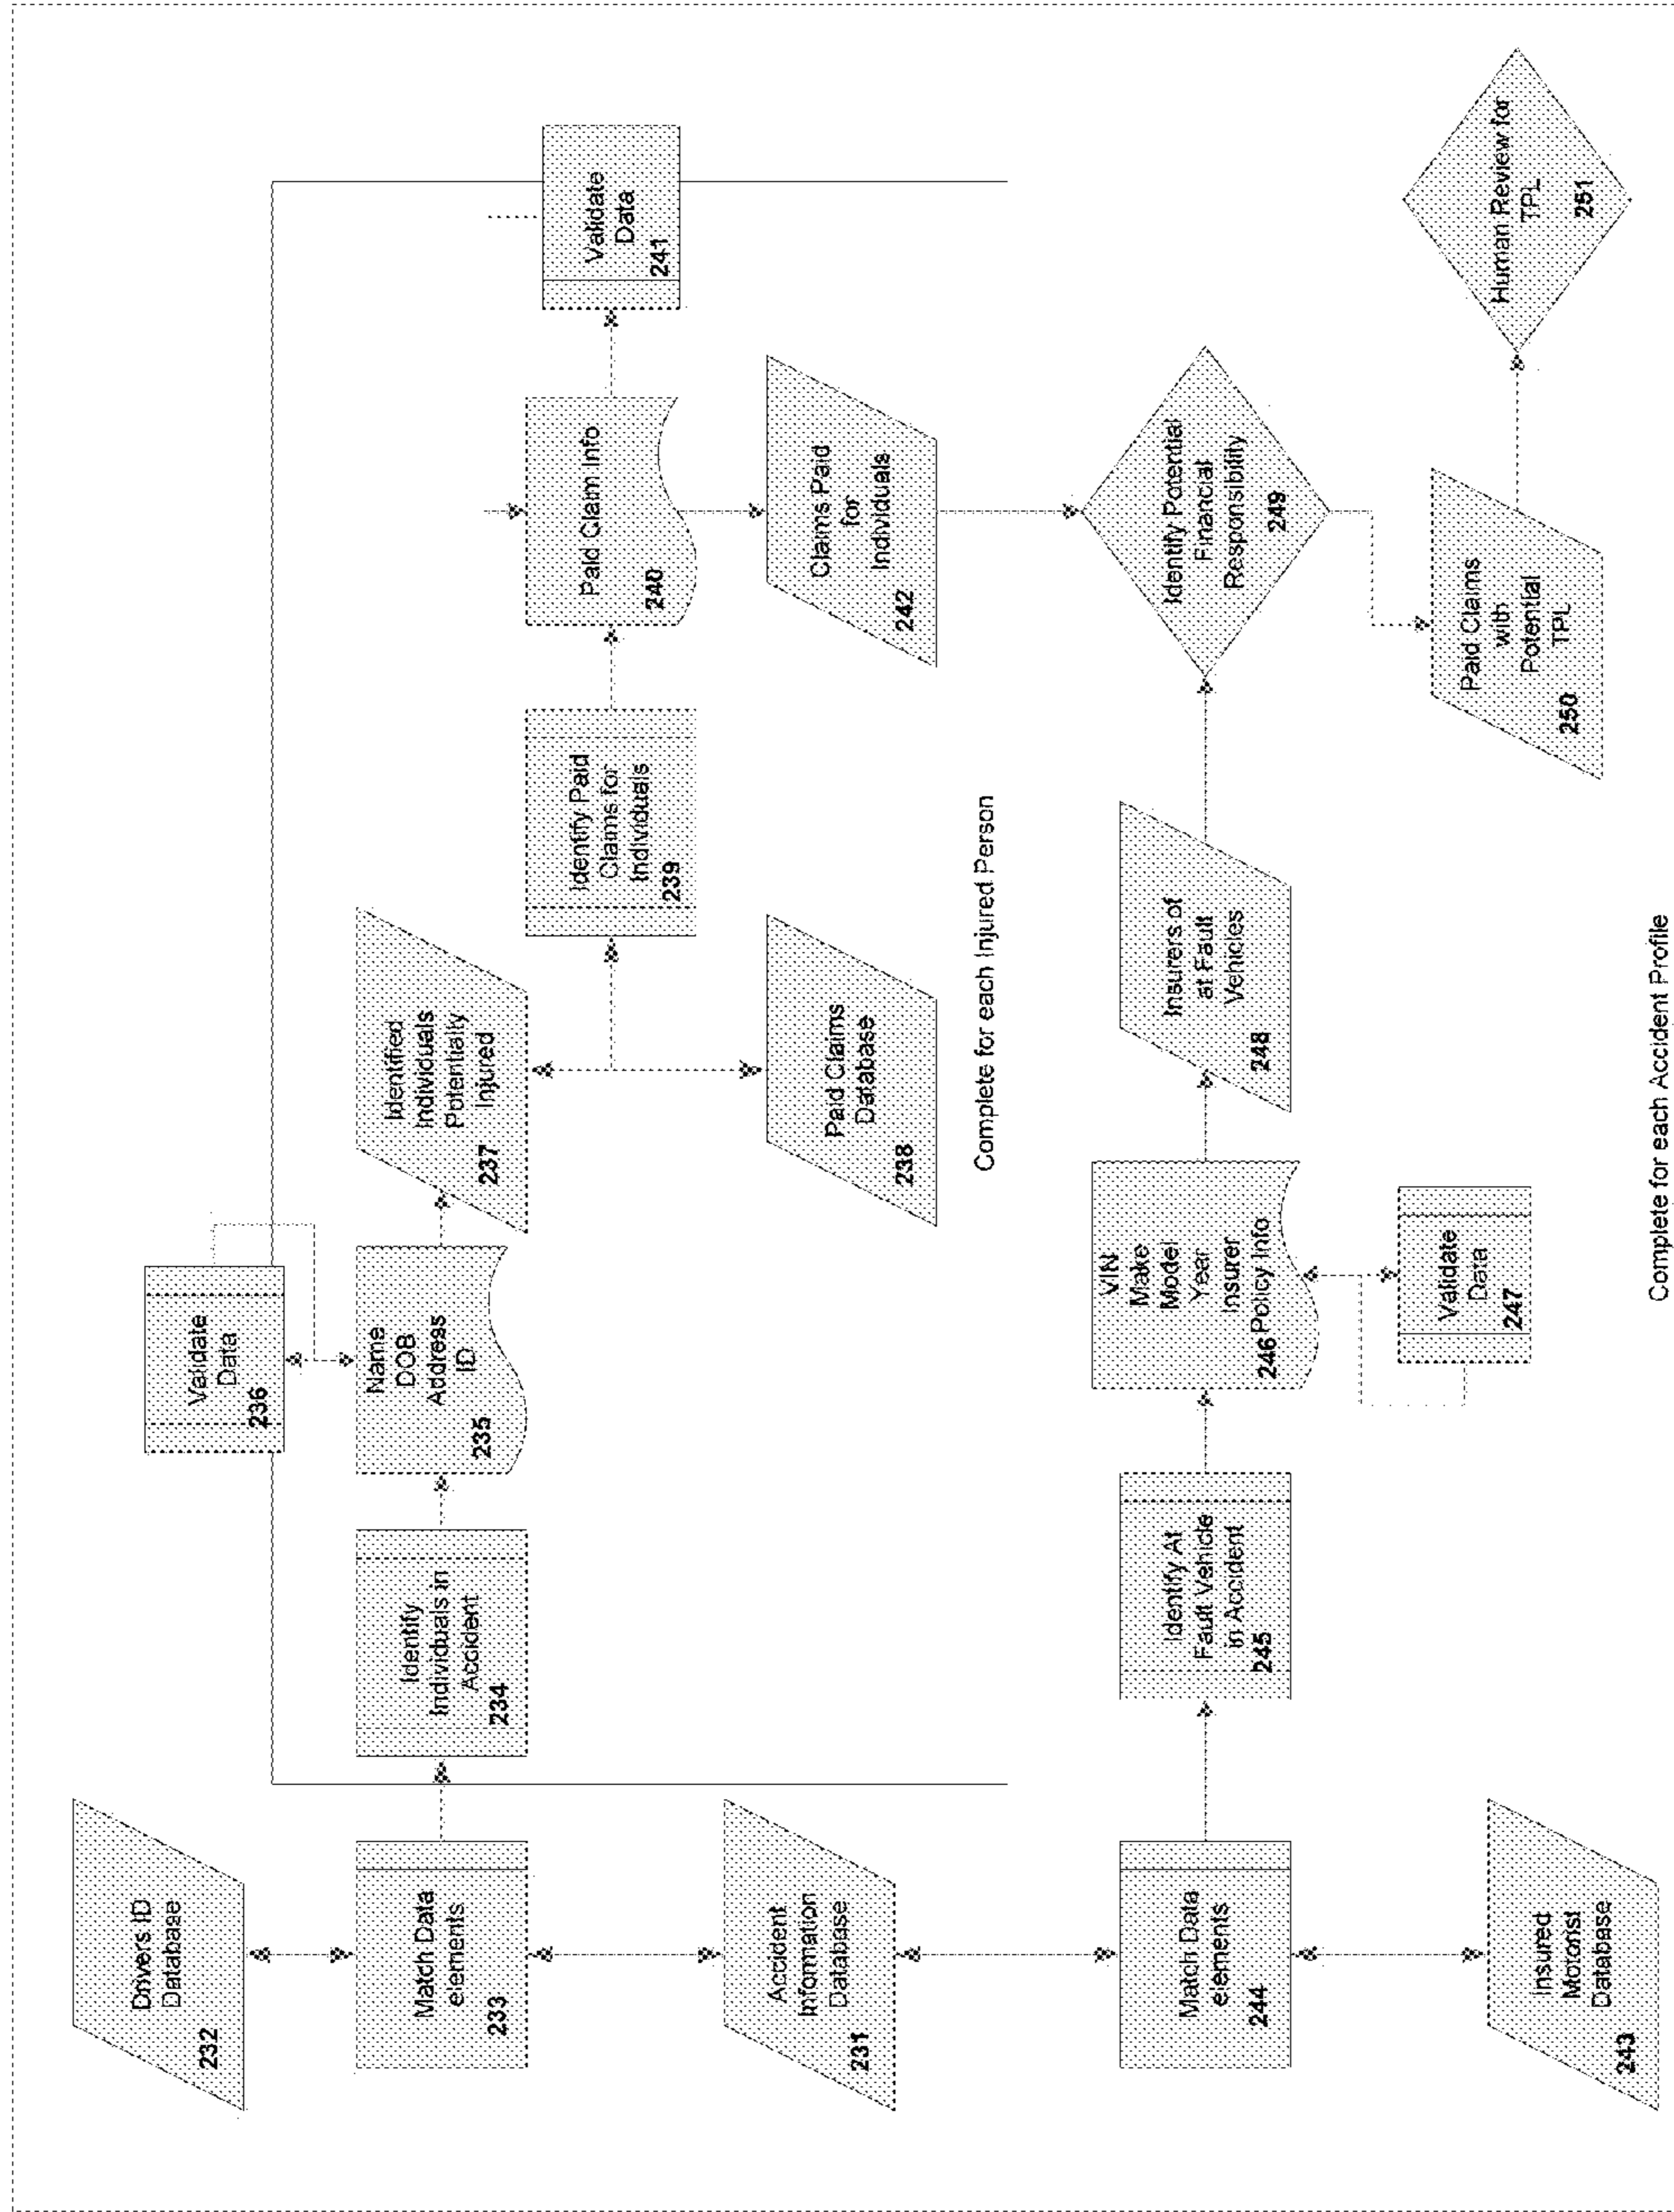 Drivers ID
Database
232
Match Data
elements
233
Accident
Information
Database
231
Match Data
elements
244
Insured
Motorist
Database
243
Identify
Individuals in
Accident
234
Name
DOB
Address
ID
235
Validate
Data
236
Identified
Individuals
Potentially
Injured
237
Paid Claims
Database
238
Identify Paid
Claims for
Individuals
239
Paid Claim Info
240
Validate
Data
241
Claims Paid
for
Individuals
242
Complete for each Injured Person
Identify At
Fault Vehicle
in Accident
245
VIN
Make
Model
Year
Insurer
246 Policy Info
Validate
Data
247
Insurers of
at Fault
Vehicles
248
Identify Potential
Financial
Responsibility
249
Paid Claims
with
Potential
TPL
250
Human Review for
TPL
251
Complete for each Accident Profile